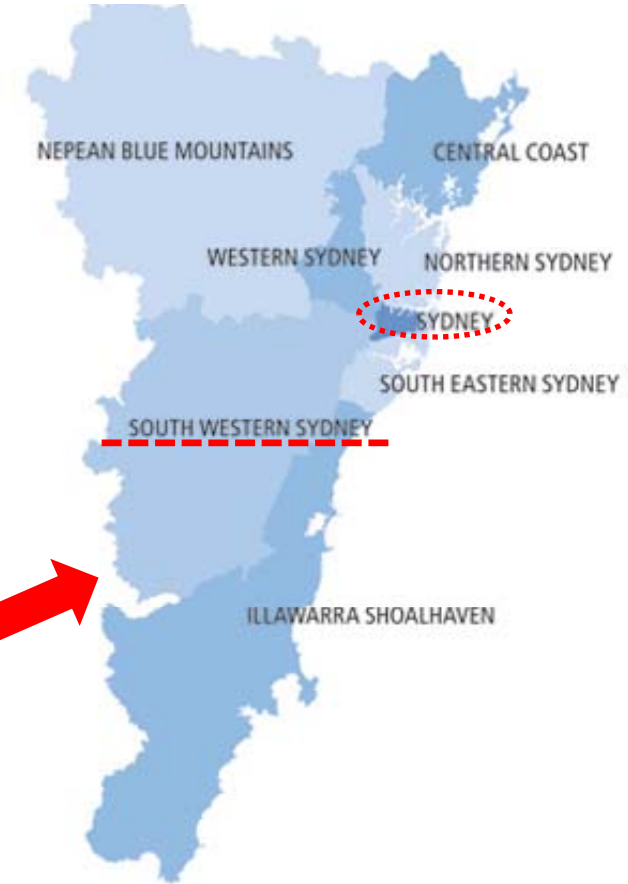 NEPEAN BLUE MOUNTAINS
CENTRAL COAST
WESTERN SYDNEY
NORTHERN SYDNEY
SYDNEY
SOUTH EASTERN SYDNEY
SOUTH WESTERN SYDNEY
ILLAWARRA SHOALHAVEN